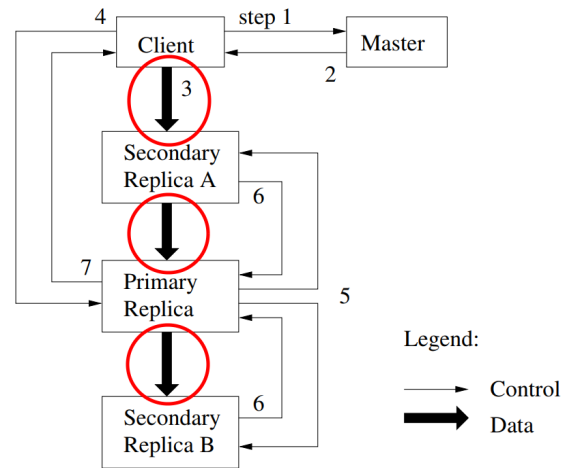 4
step 1
Client
Master
2
3
Secondary
Replica A
6
7
Primary
Replica
5
Legend:
Control
6
Secondary
Replica B
Data